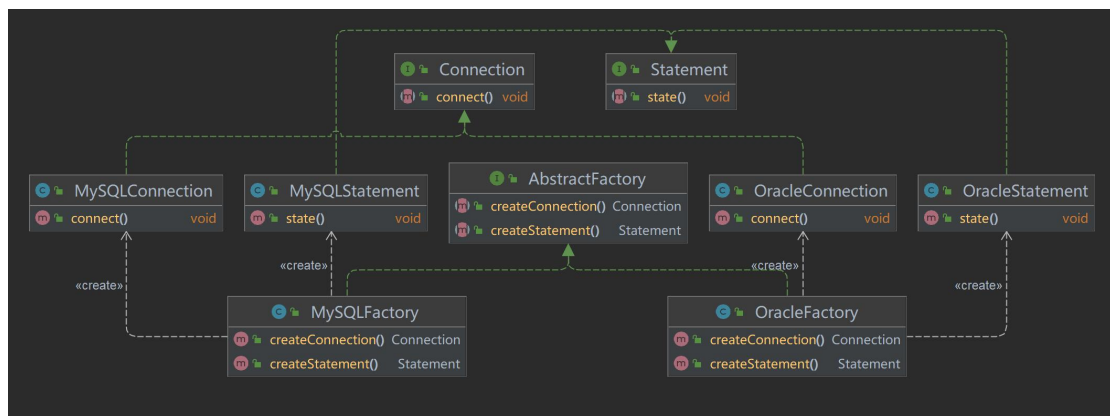 Connection
connect() void
Statement
state() void
MySQLConnection
connect() void
MySQLStatement
state() void
AbstractFactory
createConnection() Connection
createStatement() Statement
OracleConnection
connect() void
OracleStatement
state() void
«create»
«create»
«create»
«create»
MySQLFactory
createConnection() Connection
createStatement() Statement
OracleFactory
createConnection() Connection
createStatement() Statement